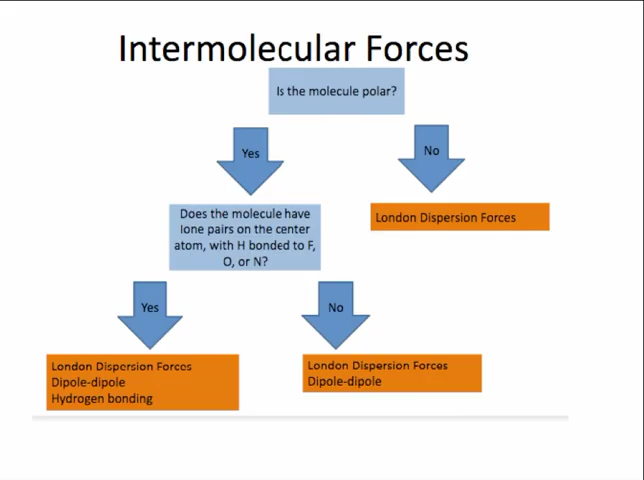 Intermolecular Forces
Is the molecule polar?
Yes
No
Does the molecule have
lone pairs on the center
atom, with H bonded to F,
O, or N?
London Dispersion Forces
Yes
No
London Dispersion Forces
Dipole-dipole
Hydrogen bonding
London Dispersion Forces
Dipole-dipole